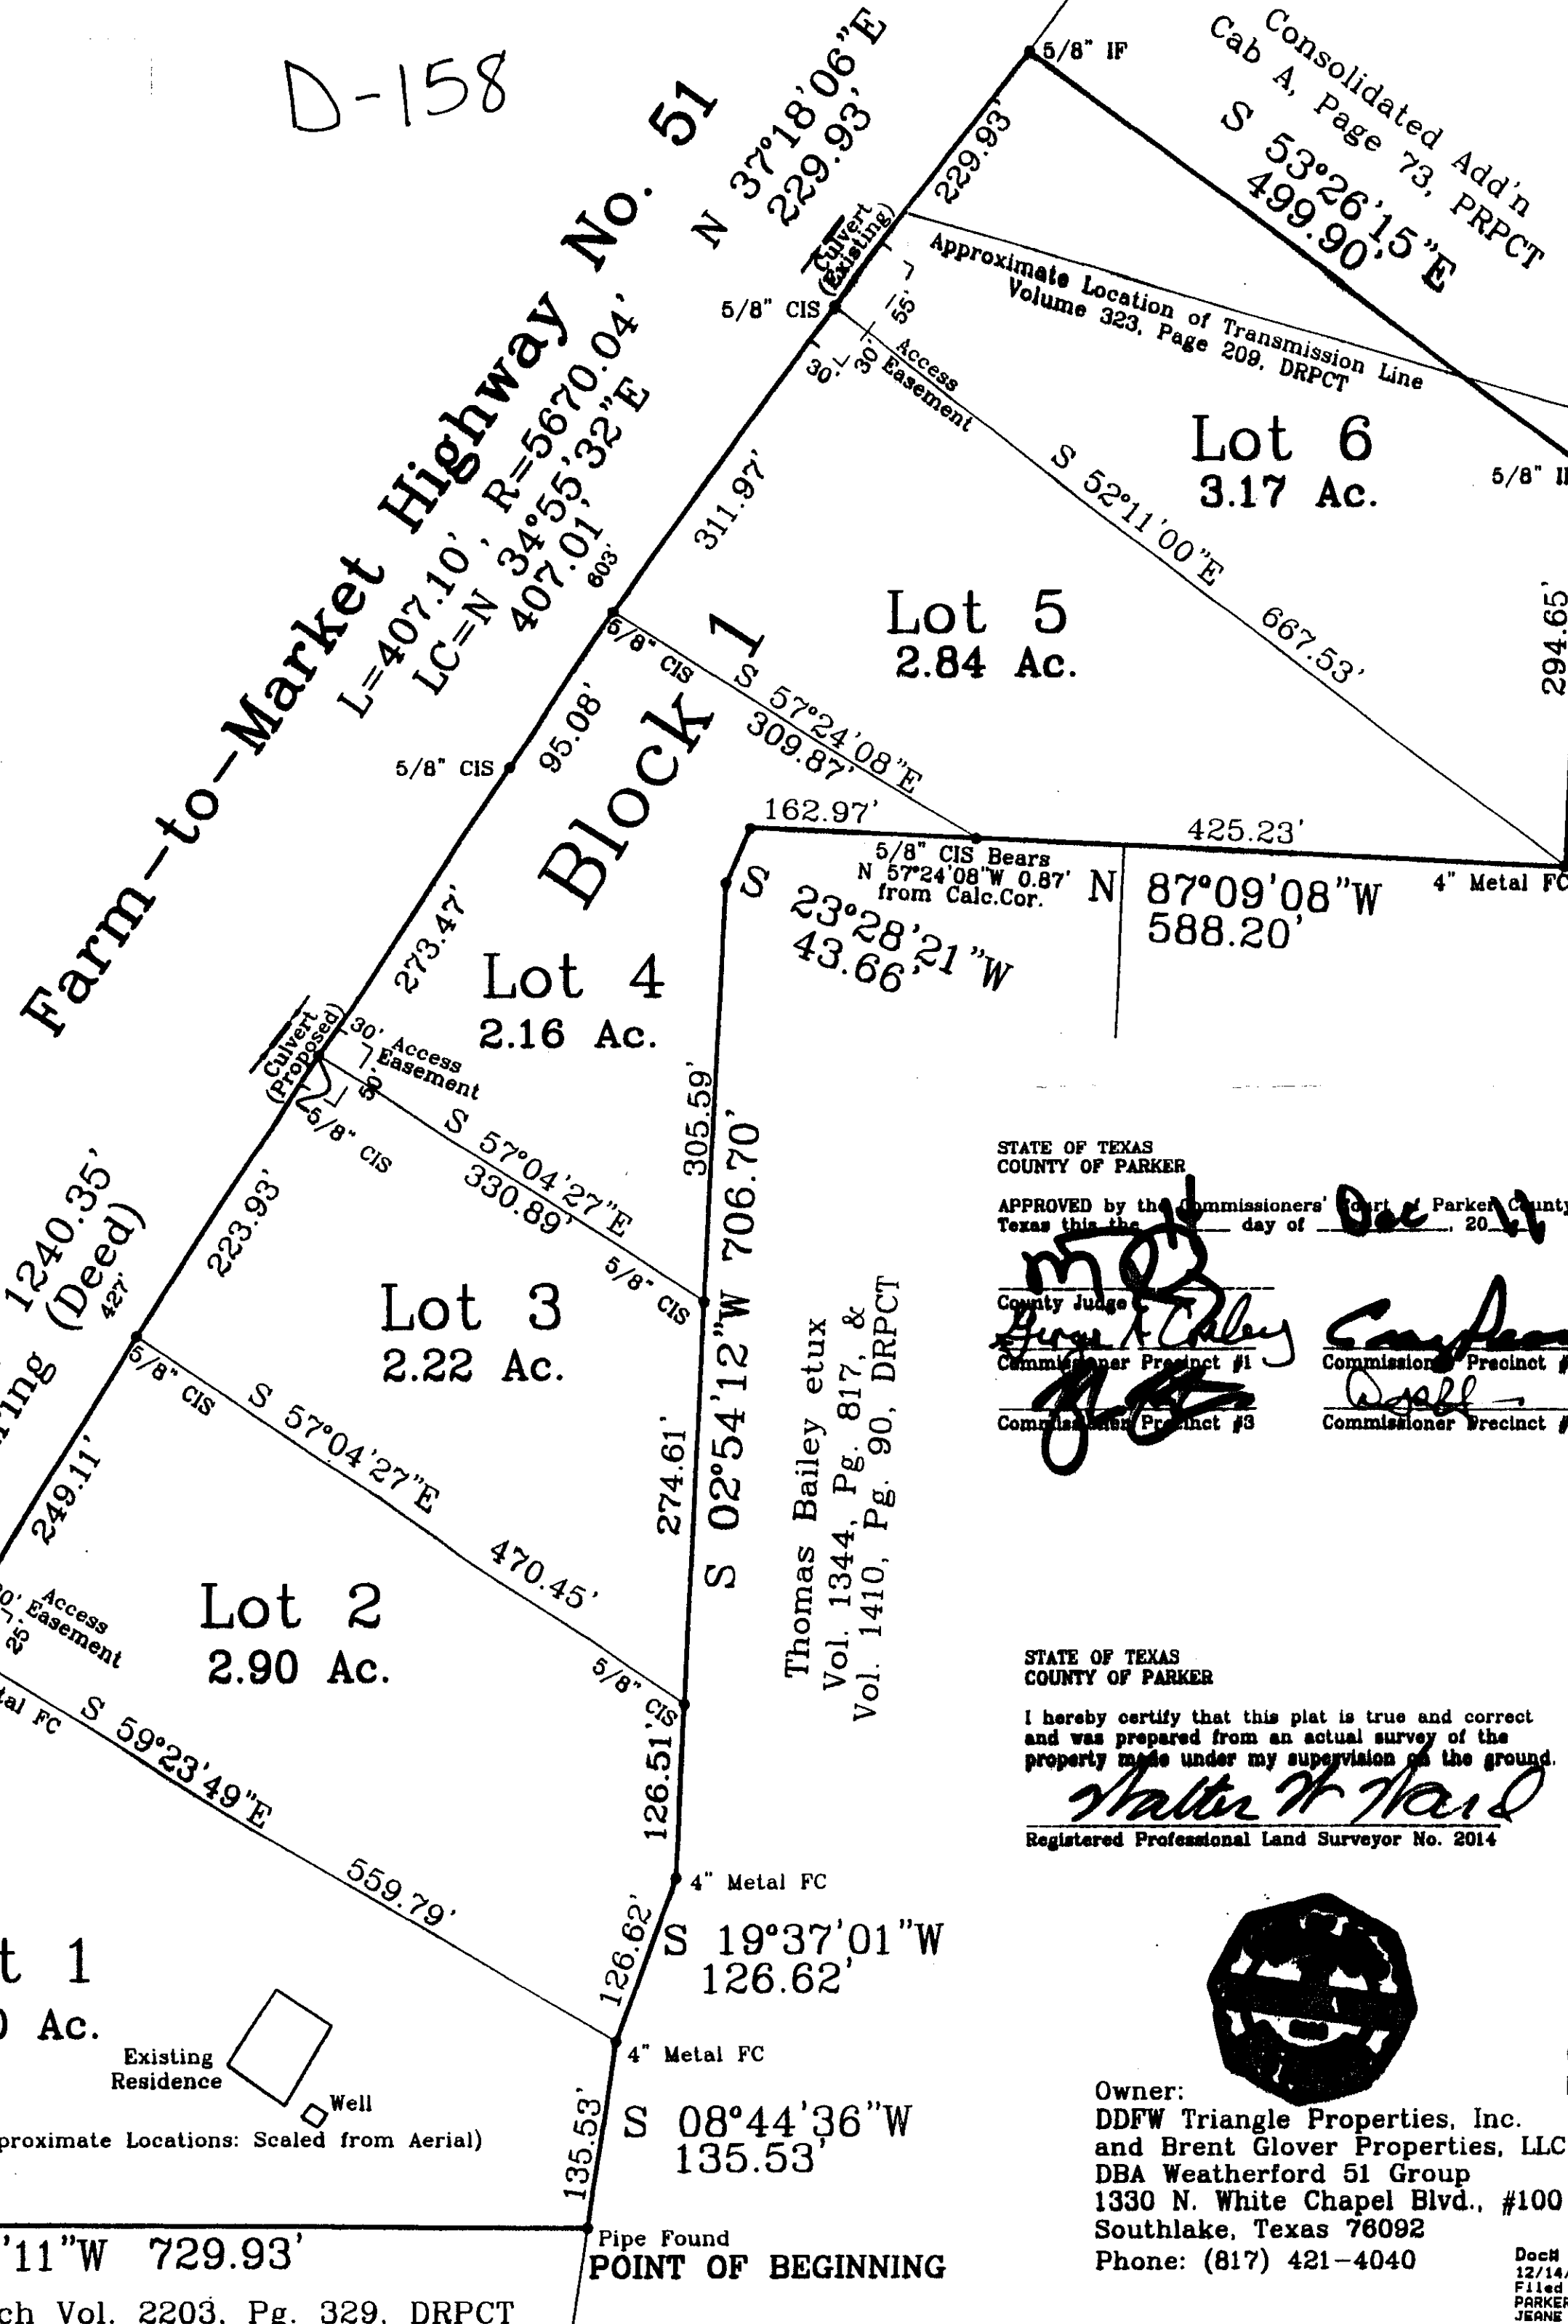 D-158
Farm-to-Market Highway No. 51
N 37°18'06"E
229.93'
L=407.10', R=5670.04'
LC=N 34°55'32"E
407.01'
603'
5/8" IF
229.93'
Consolidated Add'n
Cab A, Page 73, PRPCT
S 53°26'15"E
499.90'
Culvert
(Existing)
Approximate Location of Transmission Line
Volume 323, Page 209, DRPCT
5/8" CIS
55'
30'
30'
Access
Easement
Lot 6
3.17 Ac.
S 52°11'00"E
667.53'
294.65'
311.97'
Lot 5
2.84 Ac.
5/8" CIS
S 57°24'08"E
309.87'
95.08'
5/8" CIS
Block 1
162.97'
425.23'
5/8" CIS Bears
N 57°24'08"W 0.87'
from Calc.Cor.
N 87°09'08"W
588.20'
4" Metal FC
S 23°28'21"W
43.66'
273.47'
Lot 4
2.16 Ac.
Culvert
(Proposed)
30' Access
Easement
50'
5/8" CIS
S 57°04'27"E
330.89'
5/8" CIS
305.59'
S 02°54'12"W 706.70'
1240.35'
(Deed)
427'
223.93'
Lot 3
2.22 Ac.
5/8" CIS
S 57°04'27"E
470.45'
5/8" CIS
274.61'
Thomas Bailey etux
Vol. 1344, Pg. 817, &
Vol. 1410, Pg. 90, DRPCT
249.11'
Access
Easement
25'
Lot 2
2.90 Ac.
FC
S 59°23'49"E
559.79'
126.51'
4" Metal FC
S 19°37'01"W
126.62'
126.62'
4" Metal FC
S 08°44'36"W
135.53'
135.53'
1
Ac.
Existing
Residence
Well
Locations: Scaled from Aerial)
'11"W 729.93'
Vol. 2203, Pg. 329, DRPCT
Pipe Found
POINT OF BEGINNING
STATE OF TEXAS
COUNTY OF PARKER
APPROVED by the Commissioners' Court of Parker County
Texas this the day of Dec, 2011
County Judge
Commissioner Precinct #1
Commissioner Precinct #
Commissioner Precinct #3
Commissioner Precinct #
STATE OF TEXAS
COUNTY OF PARKER
I hereby certify that this plat is true and correct
and was prepared from an actual survey of the
property made under my supervision on the ground.
Walter W Ward
Registered Professional Land Surveyor No. 2014
Owner:
DDFW Triangle Properties, Inc.
and Brent Glover Properties, LLC
DBA Weatherford 51 Group
1330 N. White Chapel Blvd., #100
Southlake, Texas 76092
Phone: (817) 421-4040
Doc#
12/14/
Filed
PARKER
JEANE